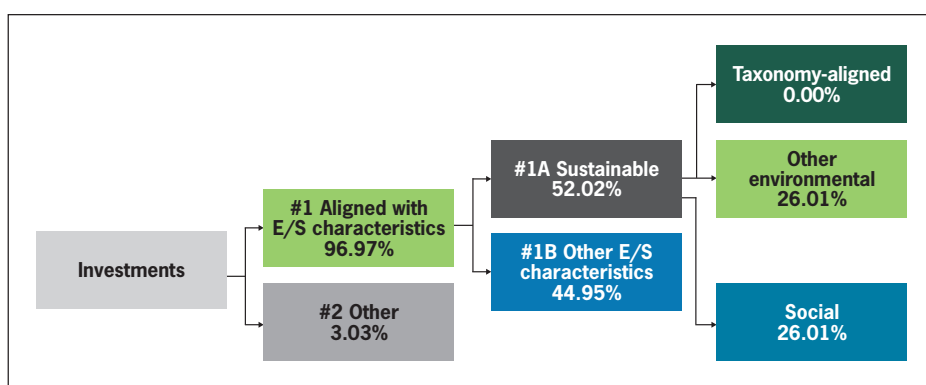 Investments
#1 Aligned with
E/S characteristics
96.97%
#2 Other
3.03%
#1A Sustainable
52.02%
#1B Other E/S
characteristics
44.95%
Taxonomy-aligned
0.00%
Other
environmental
26.01%
Social
26.01%